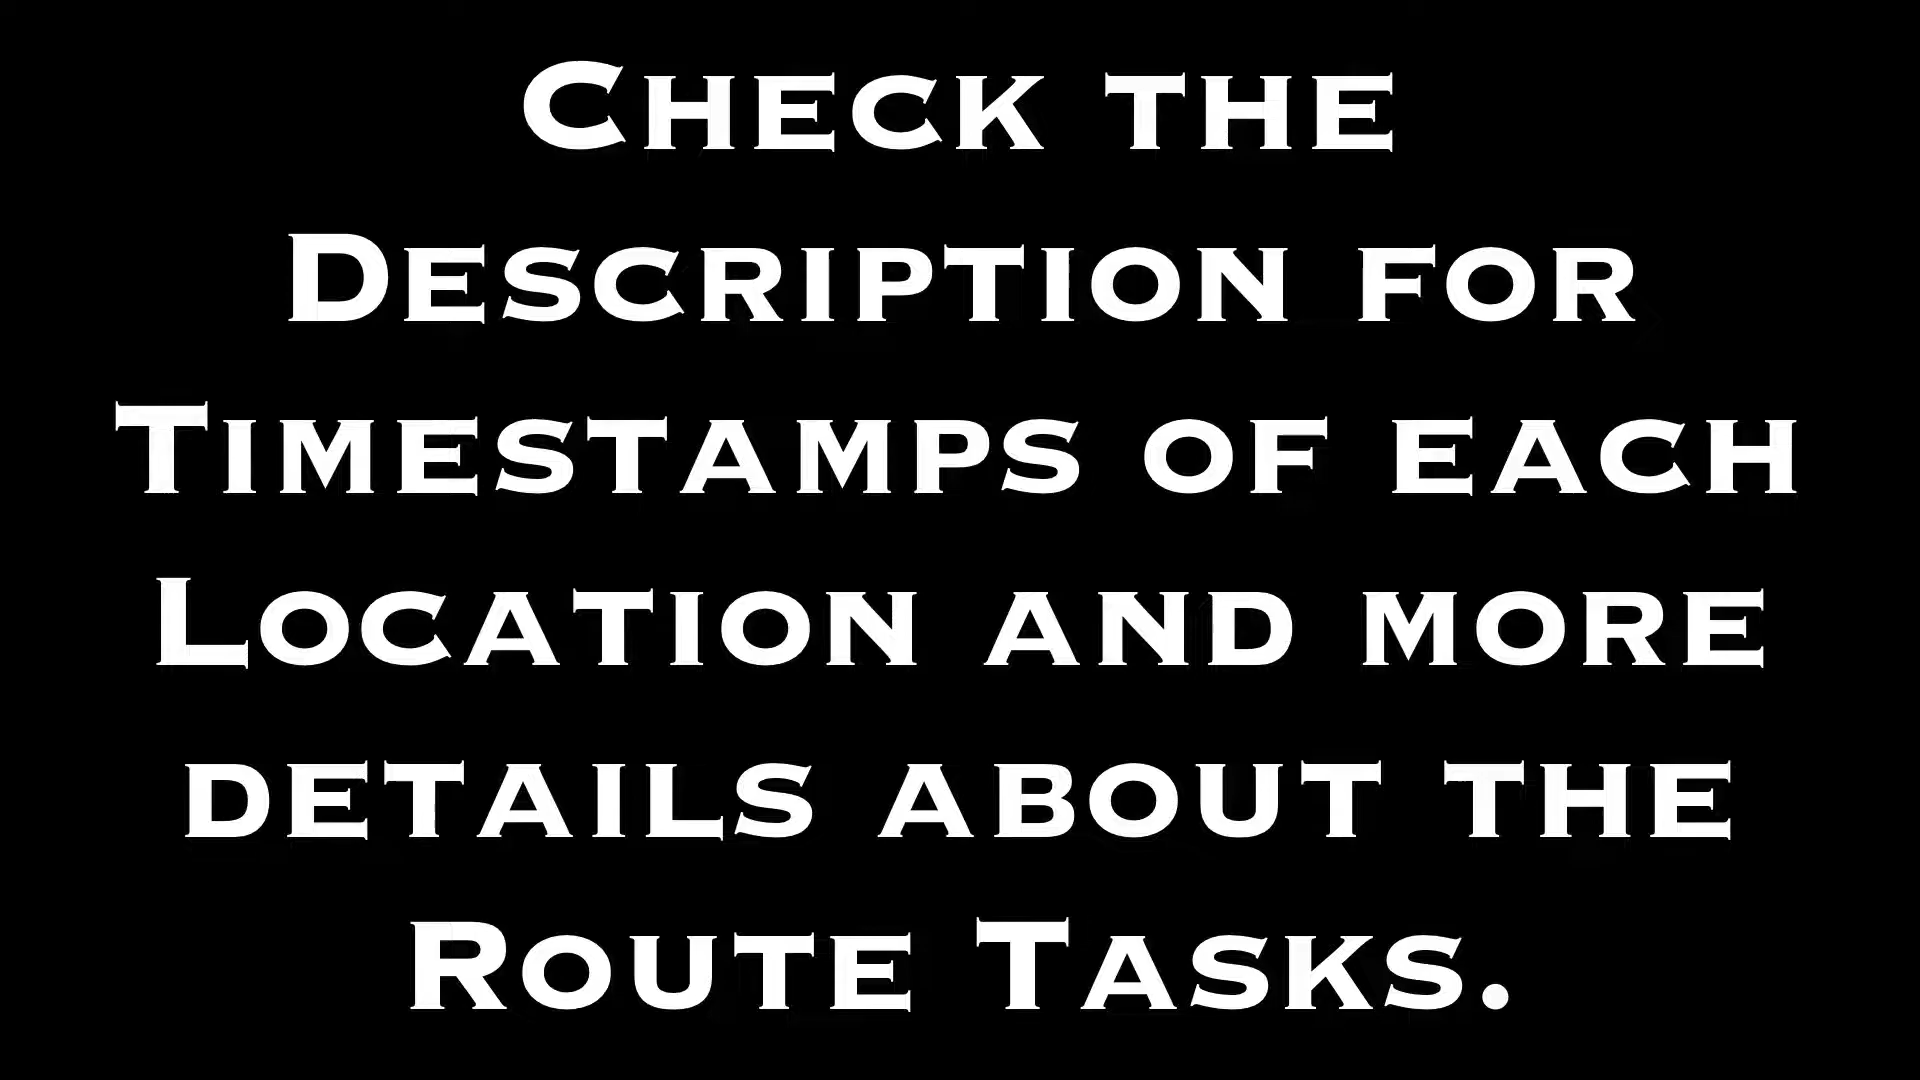 Check the
Description for
Timestamps of each
Location and more
details about the
Route Tasks.